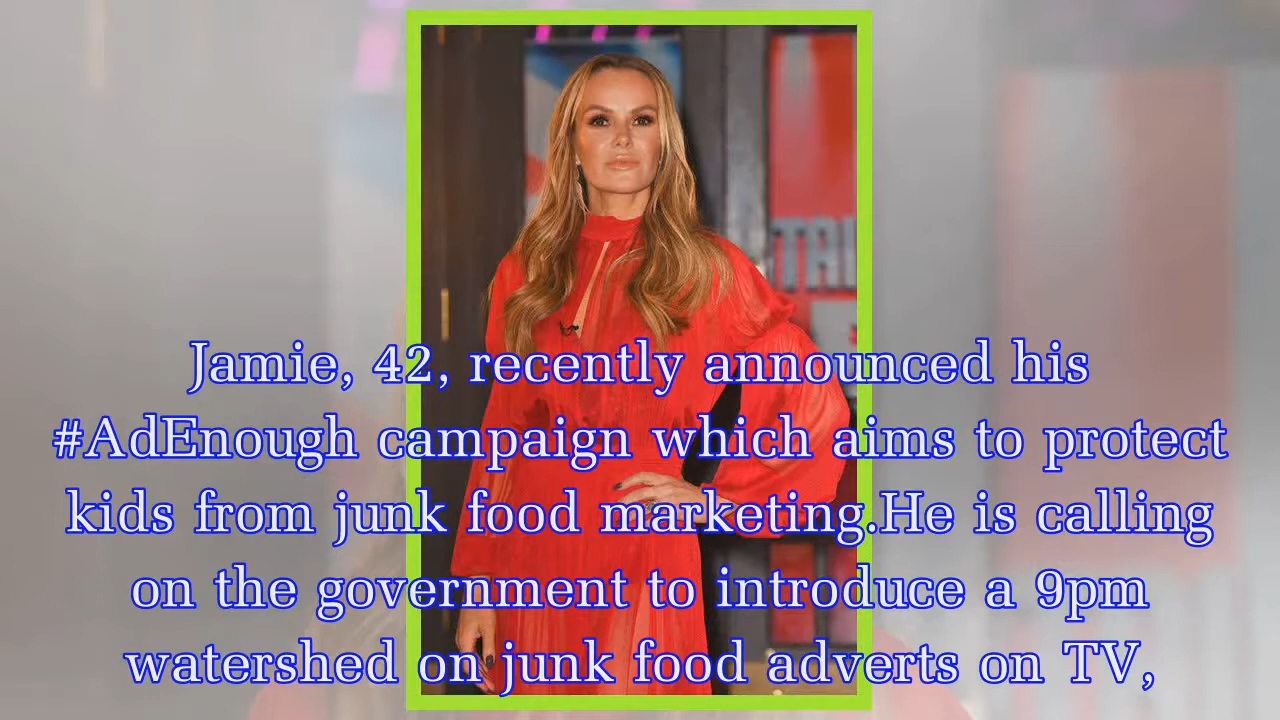 TRI
Jamie, 42, recently announced his
#AdEnough campaign which aims to protect
kids from junk food marketing.He is calling
on the government to introduce a 9pm
watershed on junk food adverts on TV,